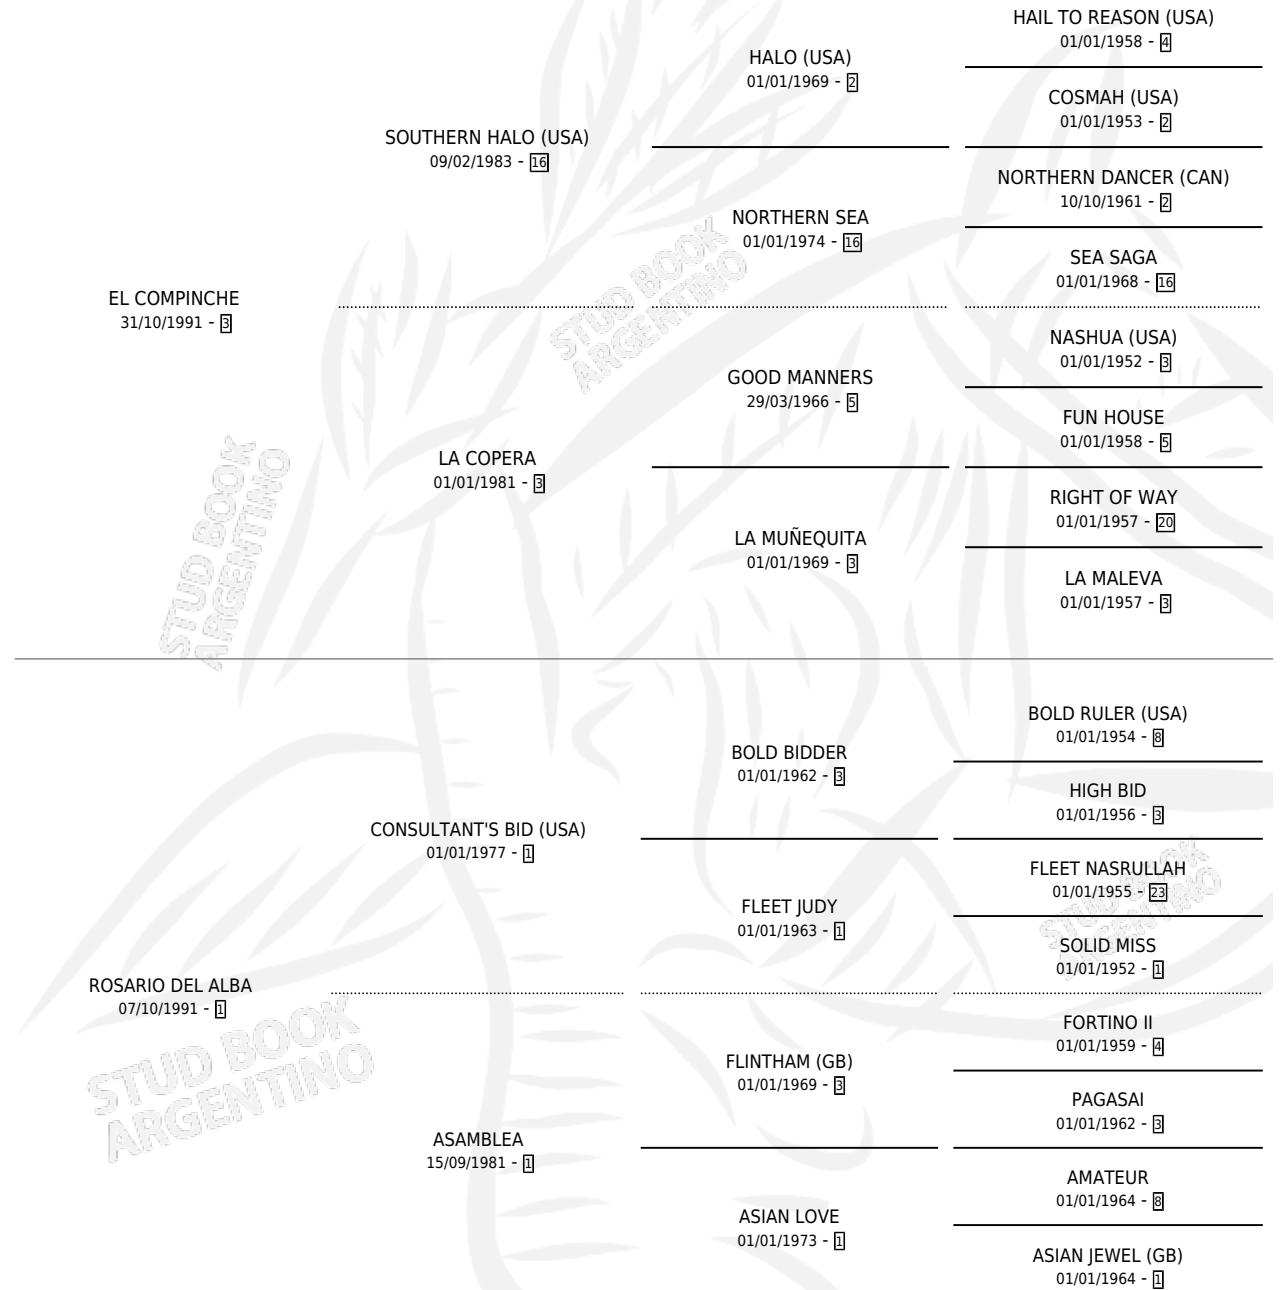 HAIL TO REASON (USA)
01/01/1958 - 4
HALO (USA)
01/01/1969 - 2
COSMAH (USA)
01/01/1953 - 2
SOUTHERN HALO (USA)
09/02/1983 - 16
NORTHERN DANCER (CAN)
10/10/1961 - 2
NORTHERN SEA
01/01/1974 - 16
SEA SAGA
01/01/1968 - 16
EL COMPINCHE
31/10/1991 - 3
NASHUA (USA)
01/01/1952 - 3
GOOD MANNERS
29/03/1966 - 5
FUN HOUSE
01/01/1958 - 5
LA COPERA
01/01/1981 - 3
RIGHT OF WAY
01/01/1957 - 20
LA MUÑEQUITA
01/01/1969 - 3
LA MALEVA
01/01/1957 - 3
BOLD RULER (USA)
01/01/1954 - 8
BOLD BIDDER
01/01/1962 - 3
HIGH BID
01/01/1956 - 3
CONSULTANT'S BID (USA)
01/01/1977 - 1
FLEET NASRULLAH
01/01/1955 - 23
FLEET JUDY
01/01/1963 - 1
SOLID MISS
01/01/1952 - 1
ROSARIO DEL ALBA
07/10/1991 - 1
FORTINO II
01/01/1959 - 4
FLINTHAM (GB)
01/01/1969 - 3
PAGASAI
01/01/1962 - 3
ASAMBLEA
15/09/1981 - 1
AMATEUR
01/01/1964 - 8
ASIAN LOVE
01/01/1973 - 1
ASIAN JEWEL (GB)
01/01/1964 - 1
STUD BOOK
ARGENTINO
STUD BOOK
ARGENTINO
STUD BOOK
ARGENTINO
STUD BOOK
ARGENTINO